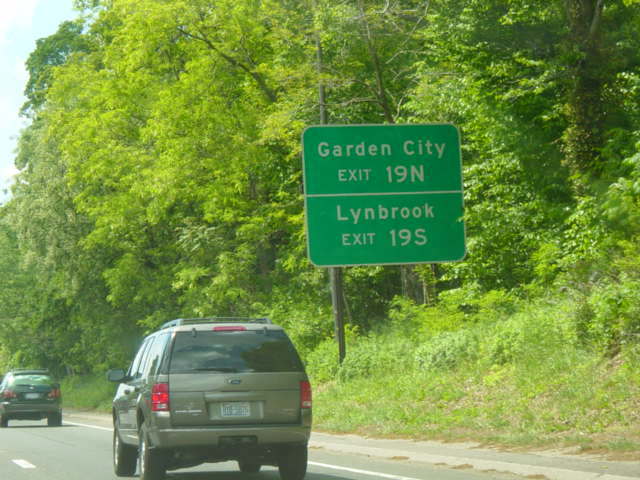 Garden City
EXIT 19N
Lynbrook
EXIT 19S